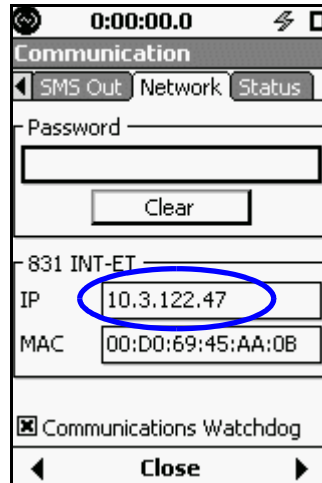 0:00:00.0
Communication
SMS Out Network Status
Password
Clear
831 INT-ET
IP 10.3.122.47
MAC 00:D0:69:45:AA:0B
Communications Watchdog
Close